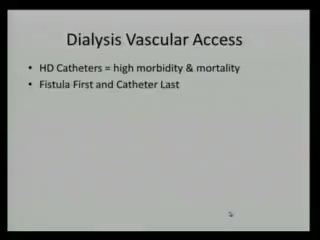 Dialysis Vascular Access
• HD Catheters = high morbidity & mortality
• Fistula First and Catheter Last